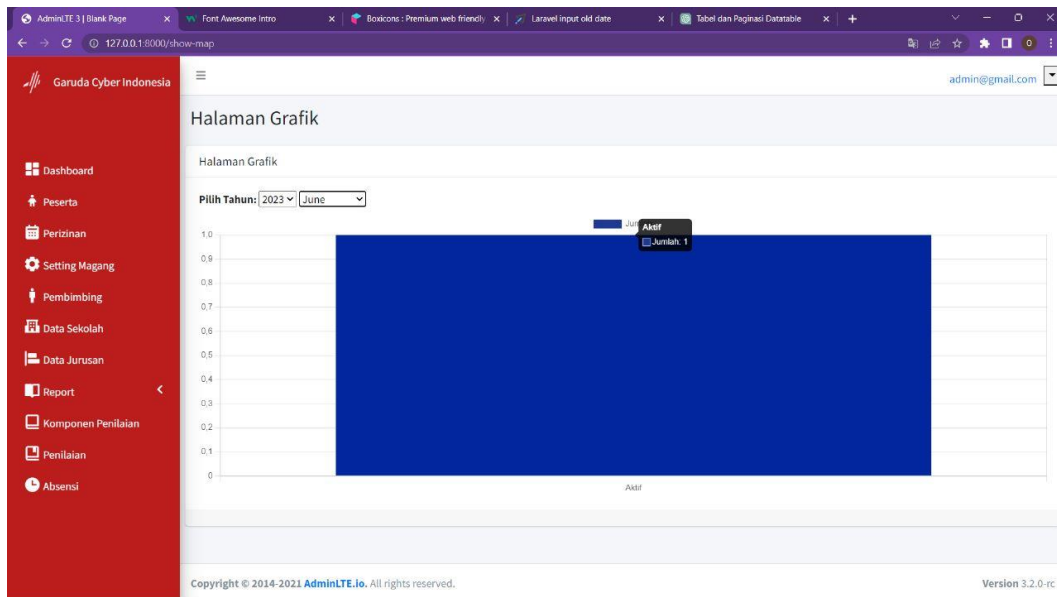 AdminLTE 3 | Blank Page
Font Awesome Intro
Boxicons : Premium web friendly
Laravel input old date
Tabel dan Paginasi Datatable
127.0.0.1:8000/show-map
Garuda Cyber Indonesia
admin@gmail.com
Halaman Grafik
Halaman Grafik
Dashboard
Peserta
Perizinan
Setting Magang
Pembimbing
Data Sekolah
Data Jurusan
Report
Komponen Penilaian
Penilaian
Absensi
Pilih Tahun: 2023 June
Aktif
Jumlah: 1
1.0
0,9
0,8
0,7
0,6
0,5
0,4
0,3
0,2
0,1
0
Aktif
Copyright © 2014-2021 AdminLTE.io. All rights reserved.
Version 3.2.0-rc